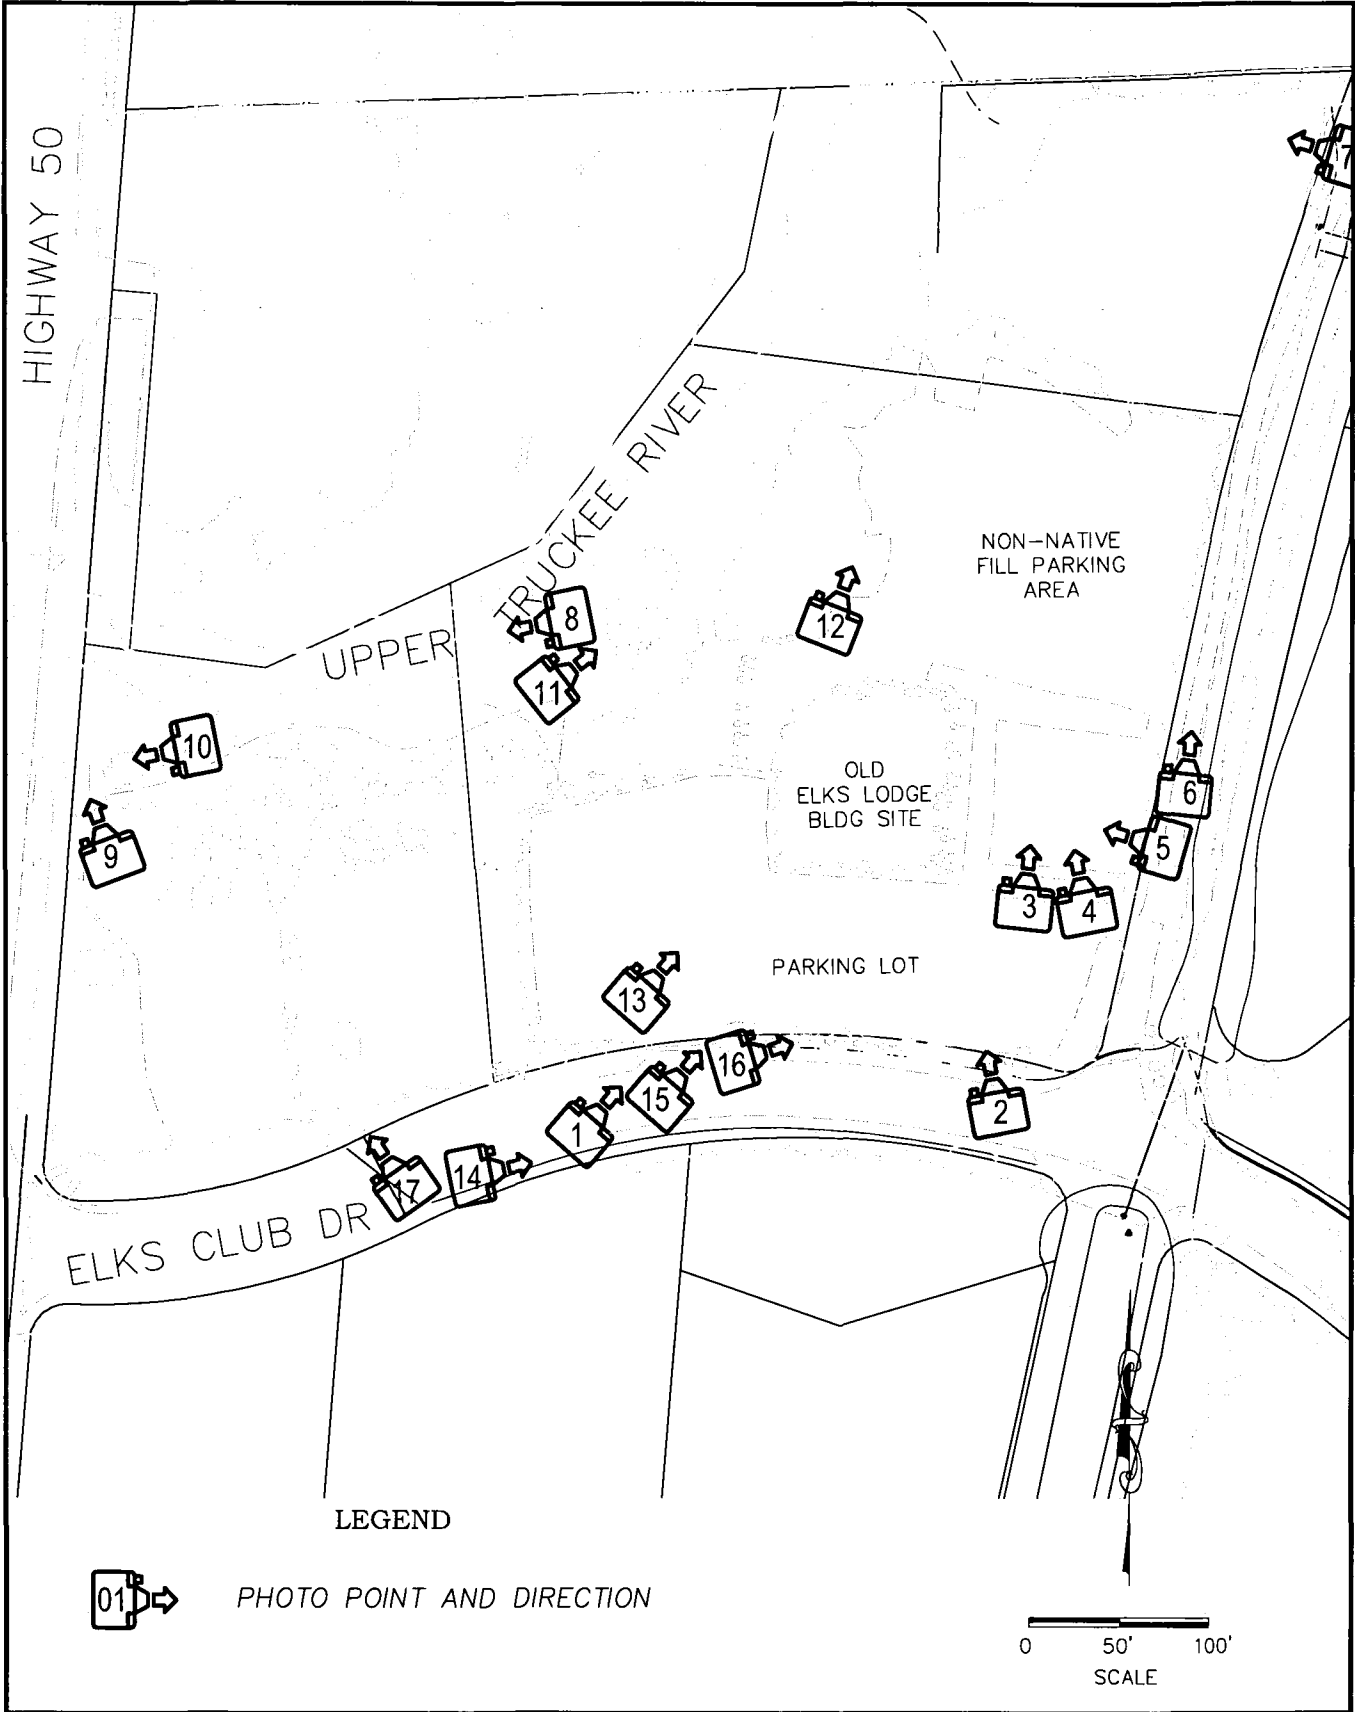 HIGHWAY 50
7
UPPER TRUCKEE RIVER
NON-NATIVE
FILL PARKING
AREA
8
12
11
10
OLD
ELKS LODGE
BLDG SITE
6
5
9
3
4
PARKING LOT
13
16
15
2
1
14
17
ELKS CLUB DR
LEGEND
01
PHOTO POINT AND DIRECTION
0 50' 100'
SCALE